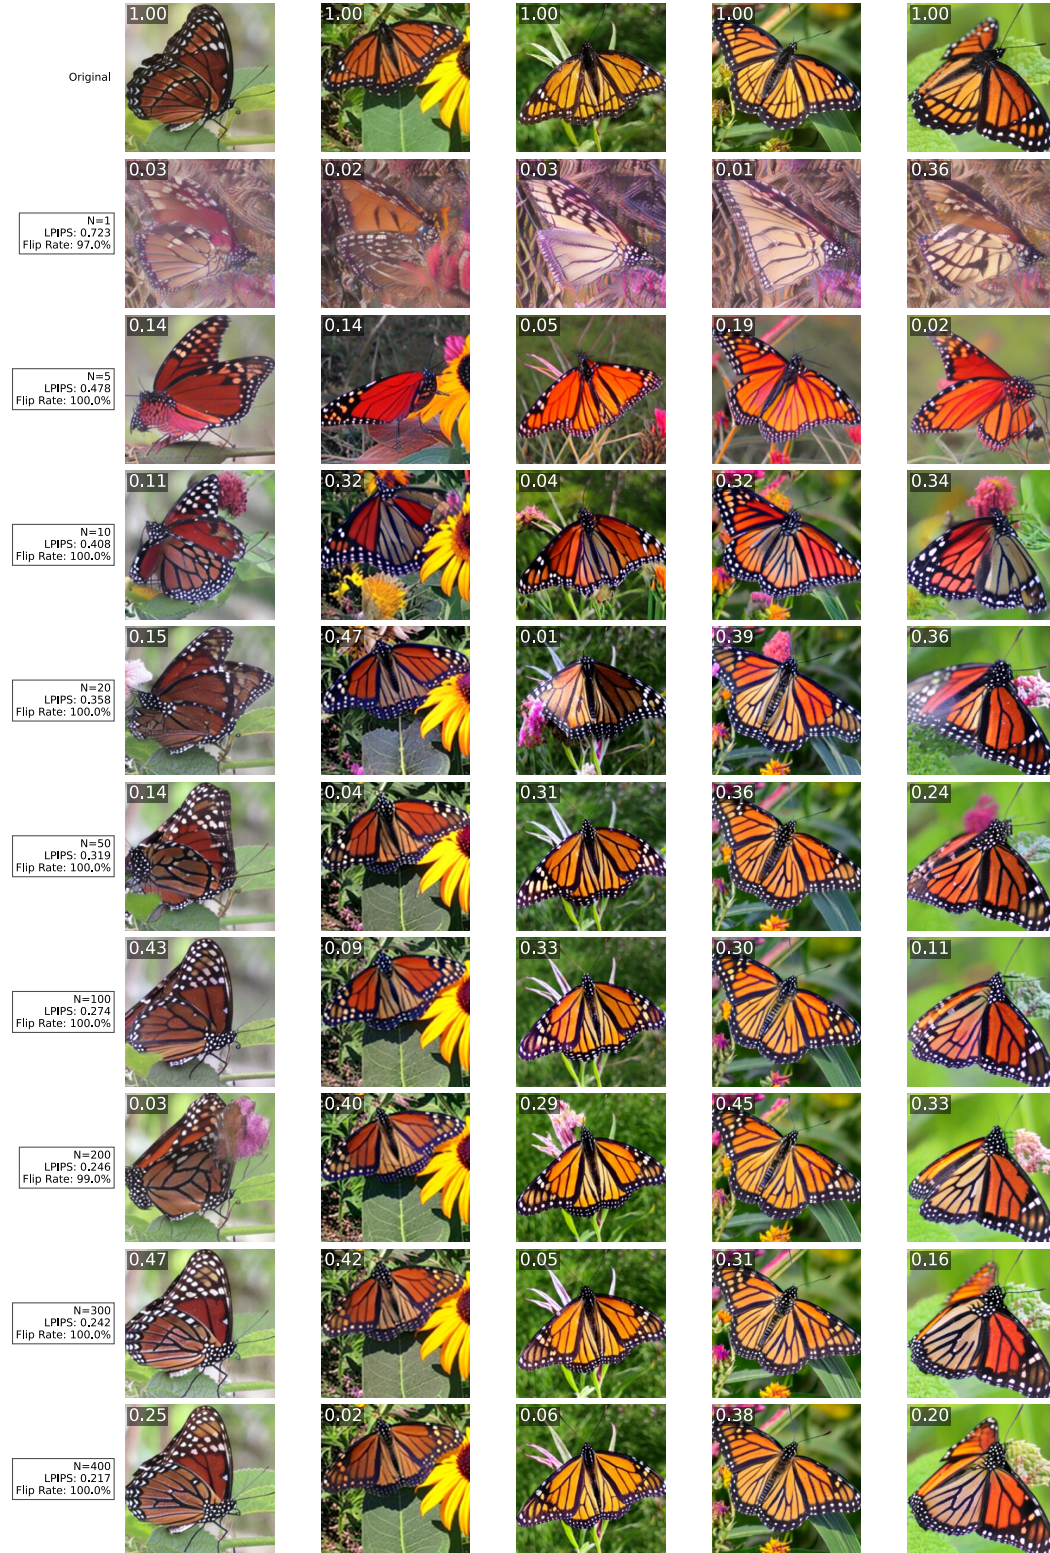 1.00 1.00 1.00 1.00 1.00
Original
0.03 0.02 0.03 0.01 0.36
N=1
LPIPS: 0.723
Flip Rate: 97.0%
0.14 0.14 0.05 0.19 0.02
N=5
LPIPS: 0.478
Flip Rate: 100.0%
0.11 0.32 0.04 0.32 0.34
N=10
LPIPS: 0.408
Flip Rate: 100.0%
0.15 0.47 0.01 0.39 0.36
N=20
LPIPS: 0.358
Flip Rate: 100.0%
0.14 0.04 0.31 0.36 0.24
N=50
LPIPS: 0.319
Flip Rate: 100.0%
0.43 0.09 0.33 0.30 0.11
N=100
LPIPS: 0.274
Flip Rate: 100.0%
0.03 0.40 0.29 0.45 0.33
N=200
LPIPS: 0.246
Flip Rate: 99.0%
0.47 0.42 0.05 0.31 0.16
N=300
LPIPS: 0.242
Flip Rate: 100.0%
0.25 0.02 0.06 0.38 0.20
N=400
LPIPS: 0.217
Flip Rate: 100.0%